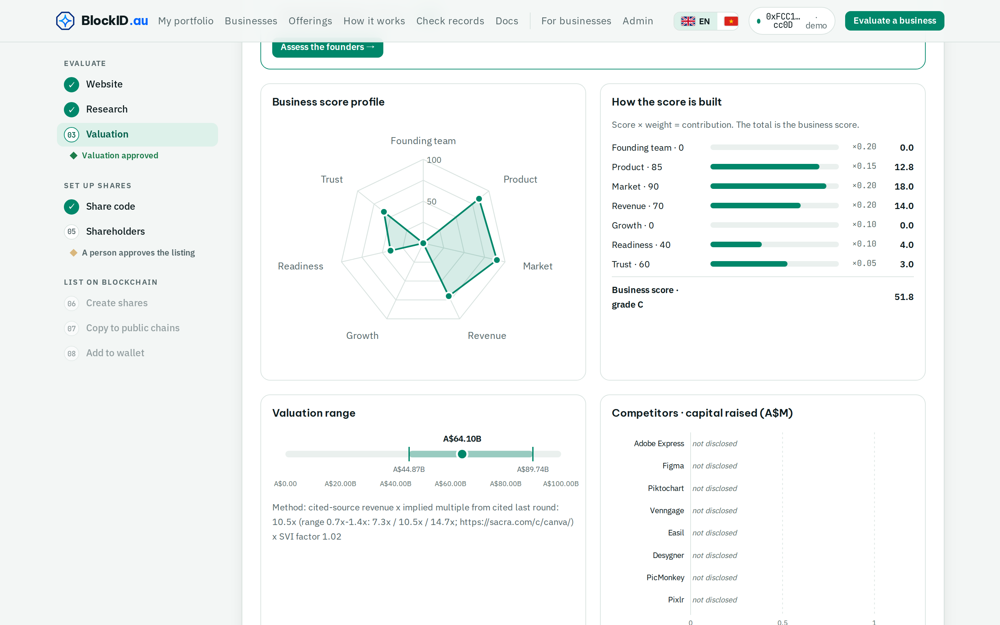 BlockID.au My portfolio Businesses Offerings How it works Check records Docs For businesses Admin EN 0xFCC1…cc0D · demo Evaluate a business
EVALUATE
✓ Website
✓ Research
03 Valuation
Valuation approved
SET UP SHARES
✓ Share code
05 Shareholders
A person approves the listing
LIST ON BLOCKCHAIN
06 Create shares
07 Copy to public chains
08 Add to wallet
Assess the founders →
Business score profile
Founding team
100
Trust
Product
50
Readiness
Market
Growth
Revenue
How the score is built
Score × weight = contribution. The total is the business score.
Founding team · 0 ×0.20 0.0
Product · 85 ×0.15 12.8
Market · 90 ×0.20 18.0
Revenue · 70 ×0.20 14.0
Growth · 0 ×0.10 0.0
Readiness · 40 ×0.10 4.0
Trust · 60 ×0.05 3.0
Business score ·
grade C
51.8
Valuation range
A$64.10B
A$44.87B A$89.74B
A$0.00 A$20.00B A$40.00B A$60.00B A$80.00B A$100.00B
Method: cited-source revenue x implied multiple from cited last round:
10.5x (range 0.7x-1.4x: 7.3x / 10.5x / 14.7x; https://sacra.com/c/canva/)
x SVI factor 1.02
Competitors · capital raised (A$M)
Adobe Express not disclosed
Figma not disclosed
Piktochart not disclosed
Venngage not disclosed
Easil not disclosed
Desygner not disclosed
PicMonkey not disclosed
Pixlr not disclosed
0 0.5 1